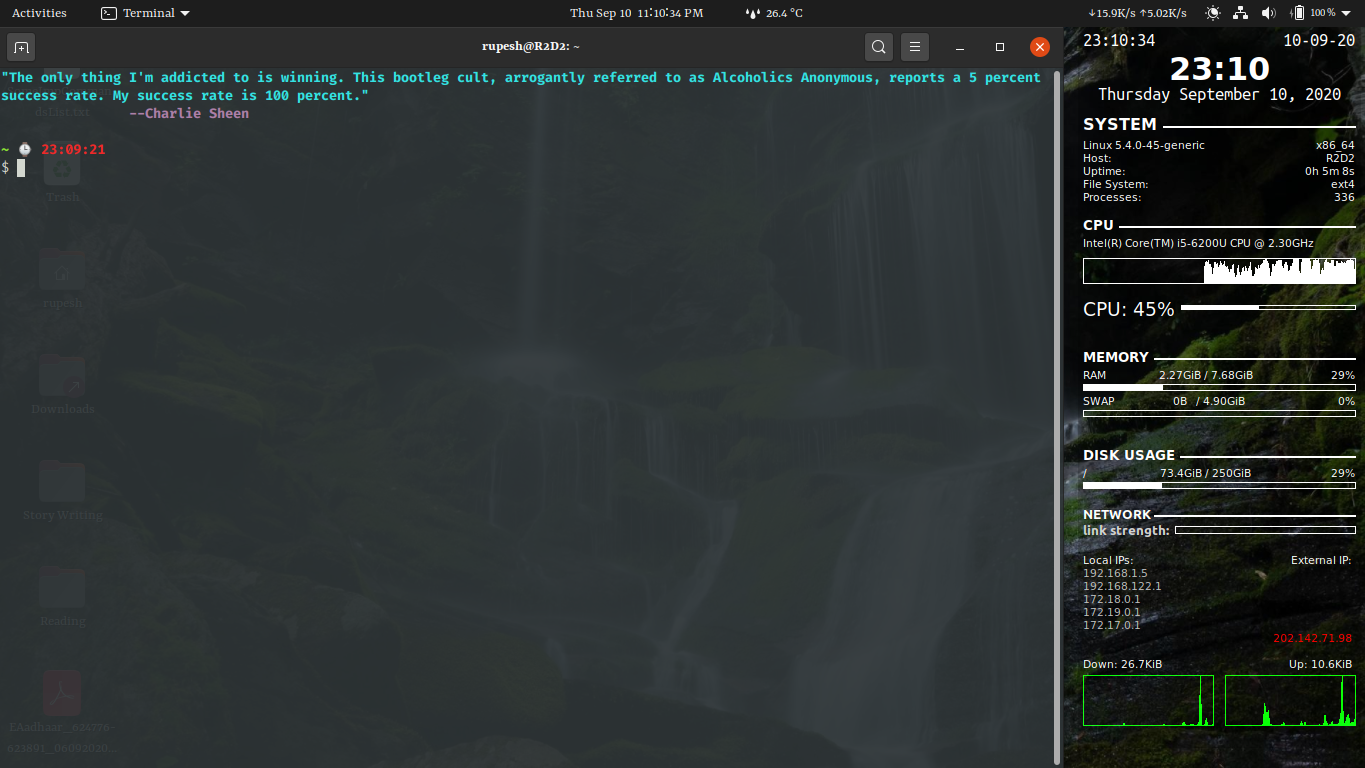 Activities Terminal Thu Sep 10 11:10:34 PM 26.4 °C ↓15.9K/s ↑5.02K/s 100 %
rupesh@R2D2: ~
"The only thing I'm addicted to is winning. This bootleg cult, arrogantly referred to as Alcoholics Anonymous, reports a 5 percent
success rate. My success rate is 100 percent."
--Charlie Sheen
~ 23:09:21
$
Trash
rupesh
Downloads
Story Writing
Reading
23:10:34 10-09-20
23:10
Thursday September 10, 2020
SYSTEM
Linux 5.4.0-45-generic x86_64
Host: R2D2
Uptime: 0h 5m 8s
File System: ext4
Processes: 336
CPU
Intel(R) Core(TM) i5-6200U CPU @ 2.30GHz
CPU: 45%
MEMORY
RAM 2.27GiB / 7.68GiB 29%
SWAP 0B / 4.90GiB 0%
DISK USAGE
/ 73.4GiB / 250GiB 29%
NETWORK
link strength:
Local IPs: External IP:
192.168.1.5
192.168.122.1
172.18.0.1
172.19.0.1
172.17.0.1
202.142.71.98
Down: 26.7KiB Up: 10.6KiB